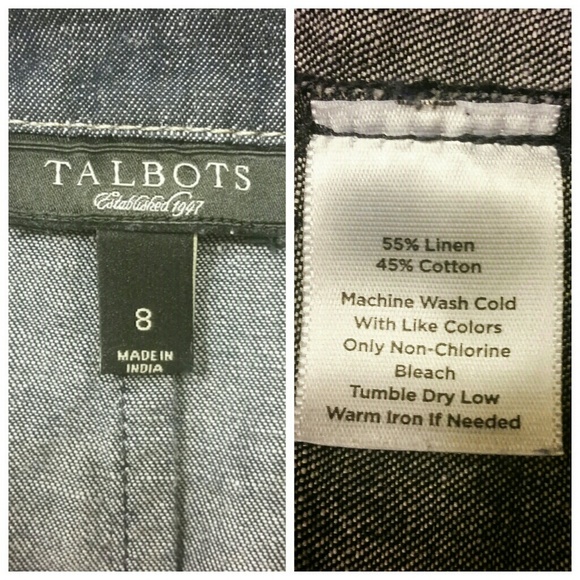 TALBOTS
Established 1947
8
MADE IN
INDIA
55% Linen
45% Cotton
Machine Wash Cold
With Like Colors
Only Non-Chlorine
Bleach
Tumble Dry Low
Warm Iron If Needed